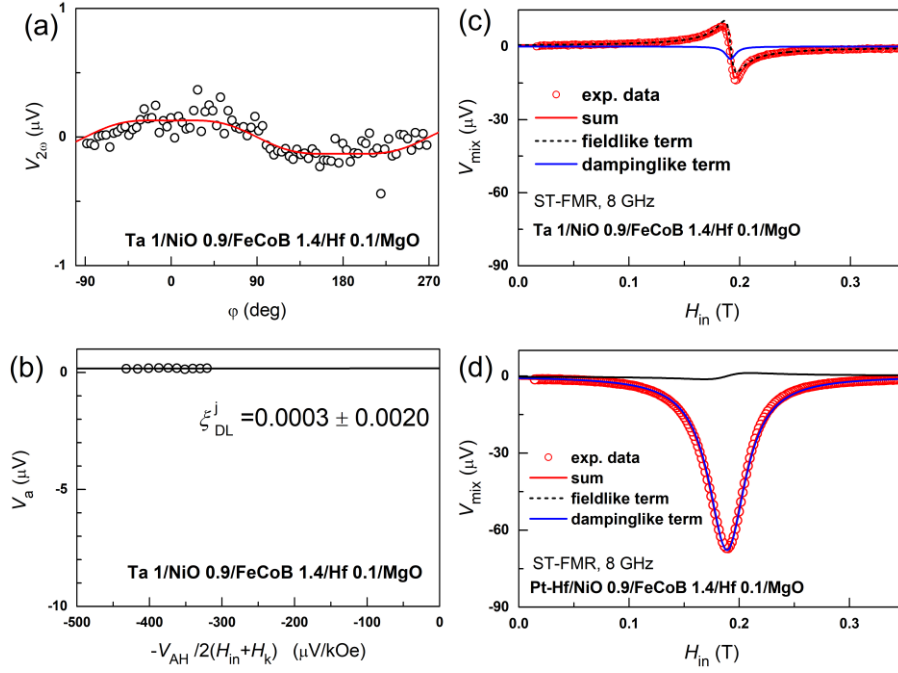 (a)
1
0
-1
V2ω (μV)
Ta 1/NiO 0.9/FeCoB 1.4/Hf 0.1/MgO
-90 0 90 180 270
φ (deg)
(b)
0
-5
-10
Va (μV)
ξ^j_DL =0.0003 ± 0.0020
Ta 1/NiO 0.9/FeCoB 1.4/Hf 0.1/MgO
-500 -400 -300 -200 -100 0
-VAH /2(Hin+Hk) (μV/kOe)
(c)
0
-30
-60
-90
Vmix (μV)
exp. data
sum
fieldlike term
dampinglike term
ST-FMR, 8 GHz
Ta 1/NiO 0.9/FeCoB 1.4/Hf 0.1/MgO
0.0 0.1 0.2 0.3
Hin (T)
(d)
0
-30
-60
-90
Vmix (μV)
exp. data
sum
fieldlike term
dampinglike term
ST-FMR, 8 GHz
Pt-Hf/NiO 0.9/FeCoB 1.4/Hf 0.1/MgO
0.0 0.1 0.2 0.3
Hin (T)